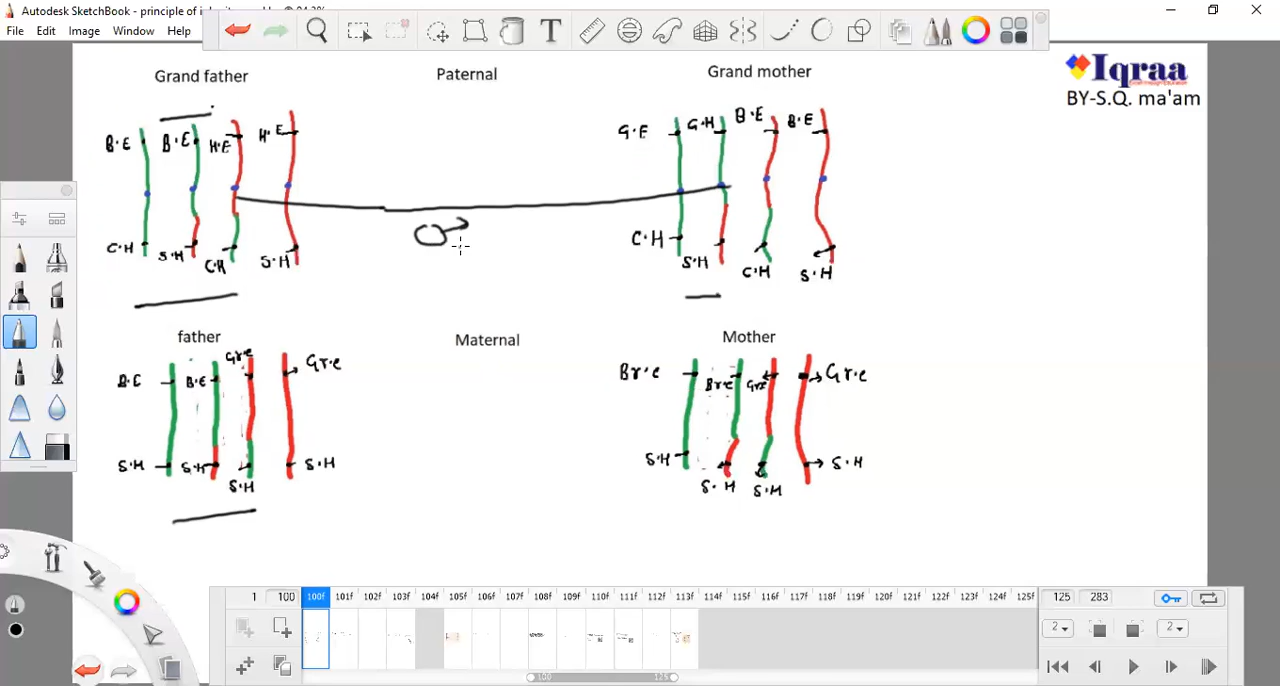 Autodesk SketchBook - principle of
File Edit Image Window Help
Iqraa
BY-S.Q. ma'am
Grand father Paternal Grand mother
B.E B.E H.E H.E G.E G.H B.E B.E
C.H S.H C.H S.H C.H S.H C.H S.H
father Maternal Mother
B.E B.E Gr.e Gr.e Br.e Br.e Gr.e Gr.e
S.H S.H S.H S.H S.H S.H S.H S.H
1 100 100f 101f 102f 103f 104f 105f 106f 107f 108f 109f 110f 111f 112f 113f 114f 115f 116f 117f 118f 119f 120f 121f 122f 123f 124f 125f 125 283
2 2
100 125